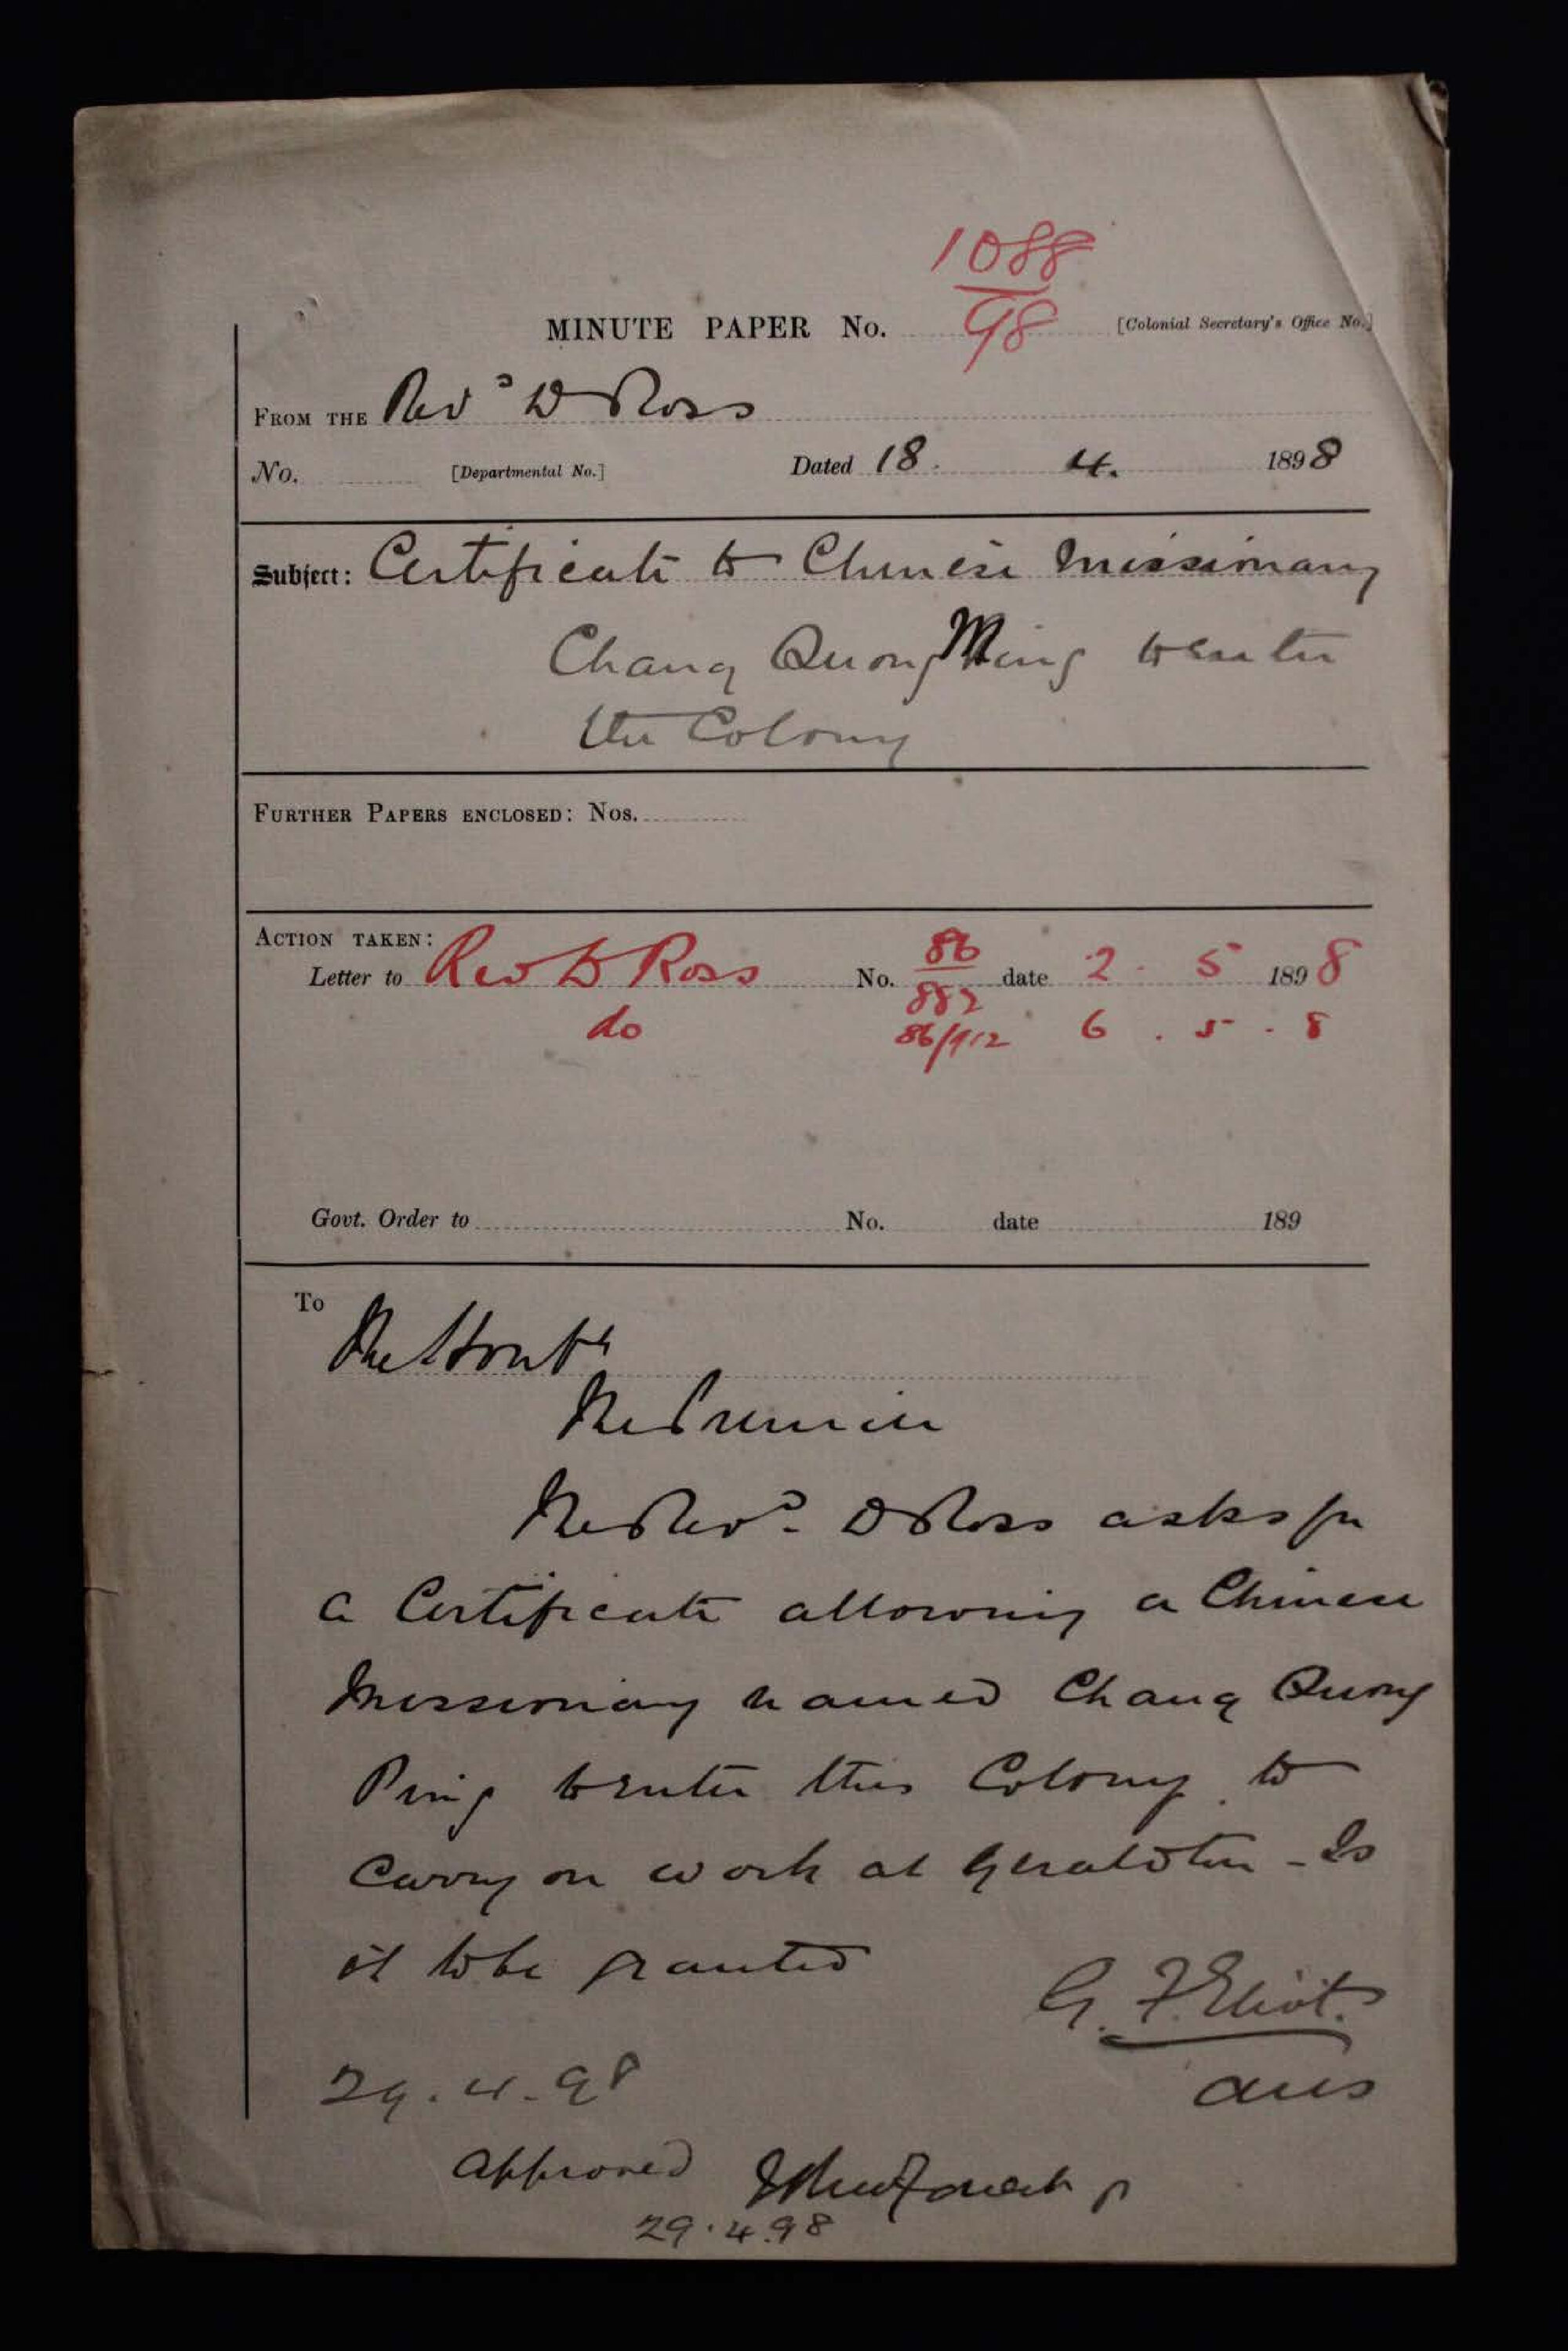 1088
98
MINUTE PAPER No. [Colonial Secretary's Office No.]
FROM THE Revd D Ross
No. [Departmental No.] Dated 18. 4. 1898
Subject: Certificate to Chinese Missionary
Chang Quong Ming to enter
the Colony
FURTHER PAPERS ENCLOSED: Nos.
ACTION TAKEN:
Letter to Rev D Ross No. 86/882 date 2. 5 1898
do 86/912 6. 5. 8
Govt. Order to No. date 189
To
The Honble
The Premier
The Revd. D Ross asks for
a Certificate allowing a Chinese
Missionary named Chang Quong
Ping to enter this Colony to
Carry on work at Geraldton - Is
it to be granted
G. F. Eliot.
29.4.98
Approved John Forrest
29.4.98